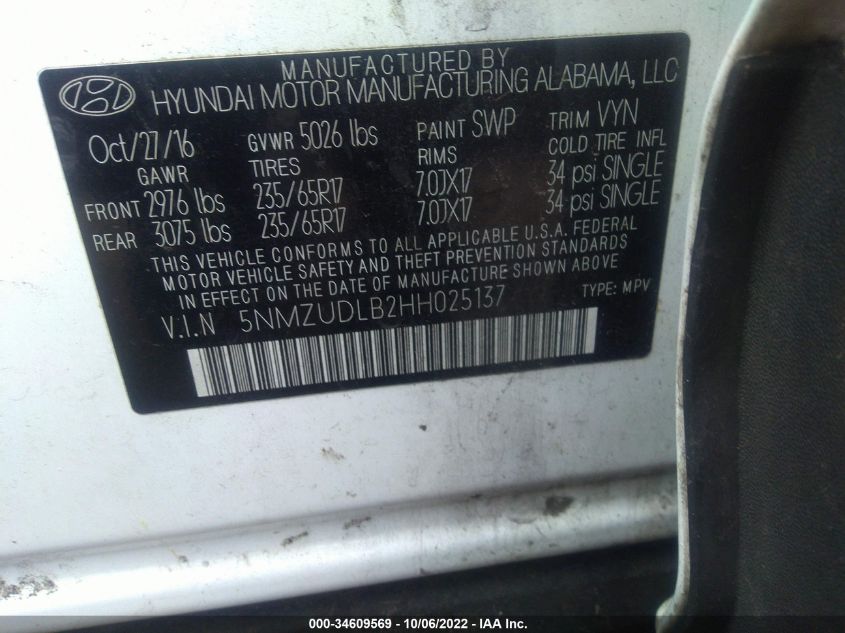 MANUFACTURED BY
HYUNDAI MOTOR MANUFACTURING ALABAMA, LLC
Oct/27/16 GVWR 5026 lbs PAINT SWP TRIM VYN
GAWR TIRES RIMS COLD TIRE INFL
FRONT 2976 lbs 235/65R17 7.0JX17 34 psi SINGLE
REAR 3075 lbs 235/65R17 7.0JX17 34 psi SINGLE
THIS VEHICLE CONFORMS TO ALL APPLICABLE U.S.A. FEDERAL
MOTOR VEHICLE SAFETY AND THEFT PREVENTION STANDARDS
IN EFFECT ON THE DATE OF MANUFACTURE SHOWN ABOVE
V.I.N 5NMZUDLB2HH025137 TYPE: MPV
000-34609569 - 10/06/2022 - IAA Inc.